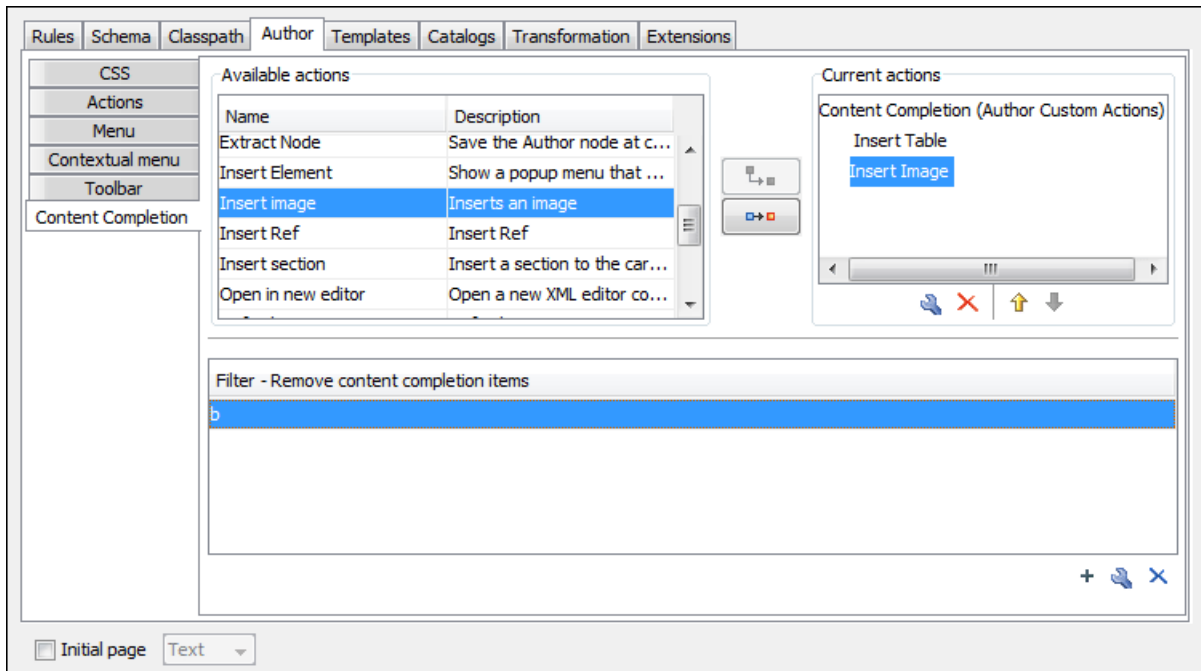 Rules Schema Classpath Author Templates Catalogs Transformation Extensions
CSS
Actions
Menu
Contextual menu
Toolbar
Content Completion
Available actions
Name Description
Extract Node Save the Author node at c...
Insert Element Show a popup menu that ...
Insert image Inserts an image
Insert Ref Insert Ref
Insert section Insert a section to the car...
Open in new editor Open a new XML editor co...
Current actions
Content Completion (Author Custom Actions)
Insert Table
Insert Image
Filter - Remove content completion items
b
Initial page Text